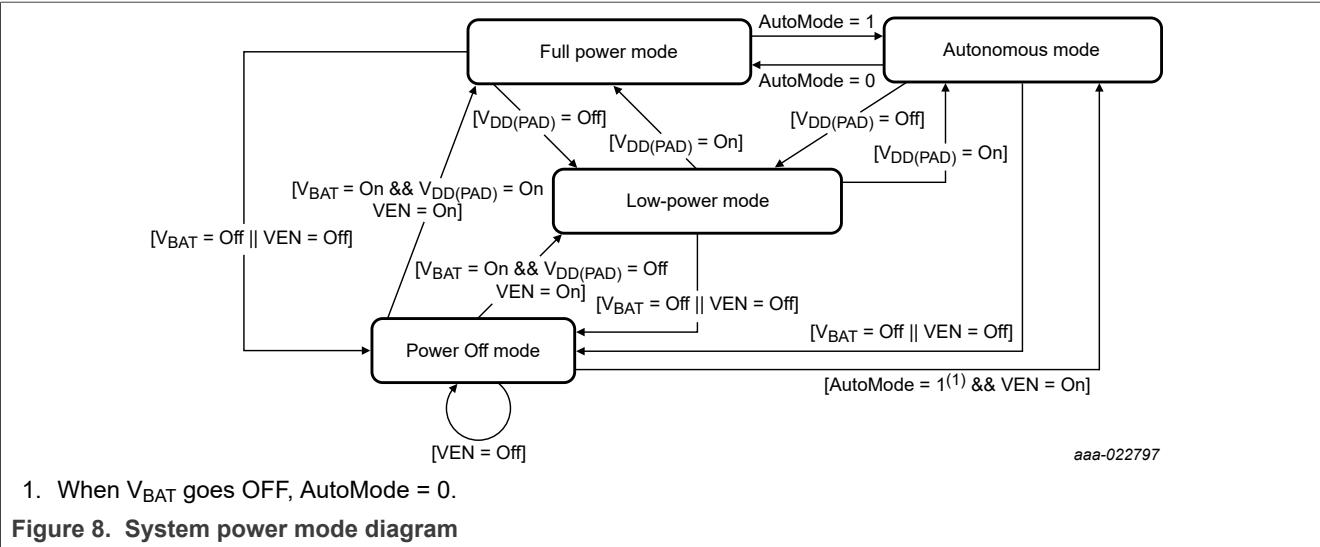 AutoMode = 1
Full power mode
Autonomous mode
AutoMode = 0
[VDD(PAD) = Off]
[VDD(PAD) = On]
[VDD(PAD) = Off]
[VDD(PAD) = On]
[VBAT = On && VDD(PAD) = On
VEN = On]
Low-power mode
[VBAT = Off || VEN = Off]
[VBAT = On && VDD(PAD) = Off
VEN = On]
[VBAT = Off || VEN = Off]
[VBAT = Off || VEN = Off]
Power Off mode
[AutoMode = 1(1) && VEN = On]
[VEN = Off]
aaa-022797
1. When VBAT goes OFF, AutoMode = 0.
Figure 8. System power mode diagram